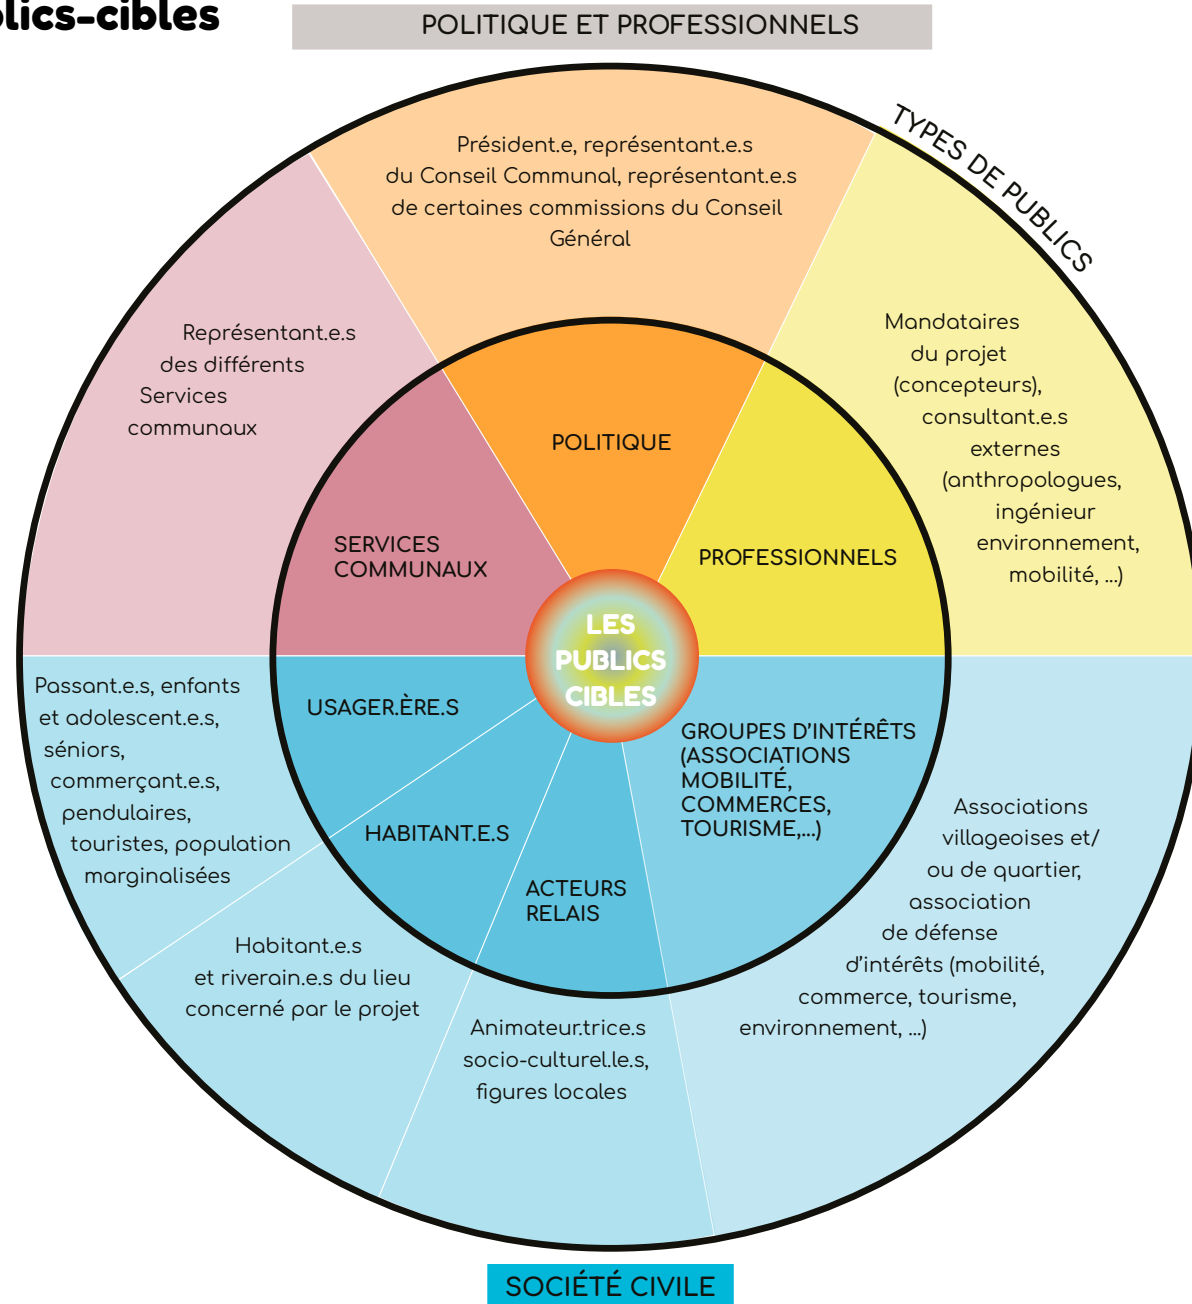 blics-cibles
POLITIQUE ET PROFESSIONNELS
TYPES DE PUBLICS
Président.e, représentant.e.s
du Conseil Communal, représentant.e.s
de certaines commissions du Conseil
Général
Représentant.e.s
des différents
Services
communaux
Mandataires
du projet
(concepteurs),
consultant.e.s
externes
(anthropologues,
ingénieur
environnement,
mobilité, ...)
POLITIQUE
SERVICES
COMMUNAUX
PROFESSIONNELS
LES
PUBLICS
CIBLES
USAGER.ÈRE.S
HABITANT.E.S
ACTEURS
RELAIS
GROUPES D'INTÉRÊTS
(ASSOCIATIONS
MOBILITÉ,
COMMERCES,
TOURISME,...)
Passant.e.s, enfants
et adolescent.e.s,
séniors,
commerçant.e.s,
pendulaires,
touristes, population
marginalisées
Habitant.e.s
et riverain.e.s du lieu
concerné par le projet
Animateur.trice.s
socio-culturel.le.s,
figures locales
Associations
villageoises et/
ou de quartier,
association
de défense
d'intérêts (mobilité,
commerce, tourisme,
environnement, ...)
SOCIÉTÉ CIVILE